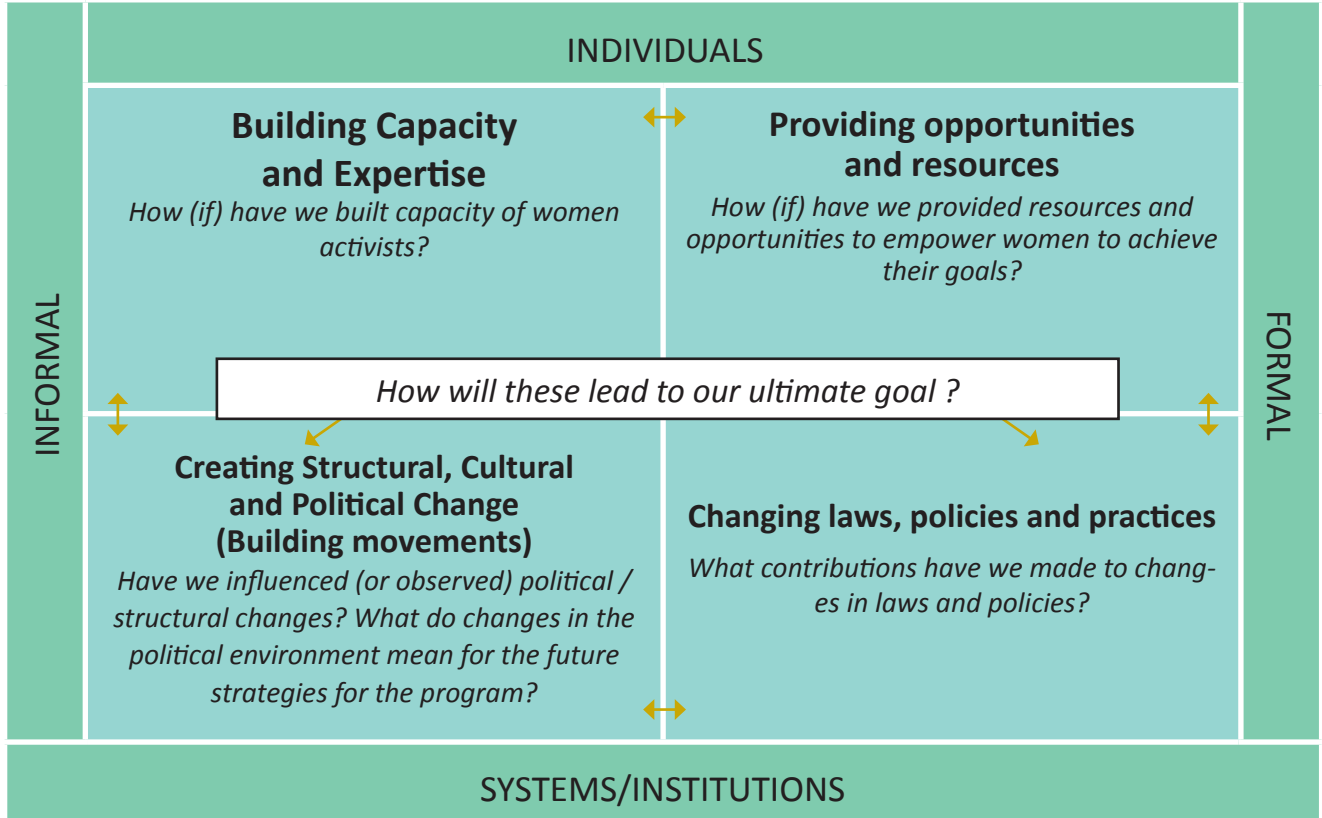 INDIVIDUALS
INFORMAL
Building Capacity
and Expertise
How (if) have we built capacity of women
activists?
Providing opportunities
and resources
How (if) have we provided resources and
opportunities to empower women to achieve
their goals?
FORMAL
How will these lead to our ultimate goal ?
Creating Structural, Cultural
and Political Change
(Building movements)
Have we influenced (or observed) political /
structural changes? What do changes in the
political environment mean for the future
strategies for the program?
Changing laws, policies and practices
What contributions have we made to chang-
es in laws and policies?
SYSTEMS/INSTITUTIONS